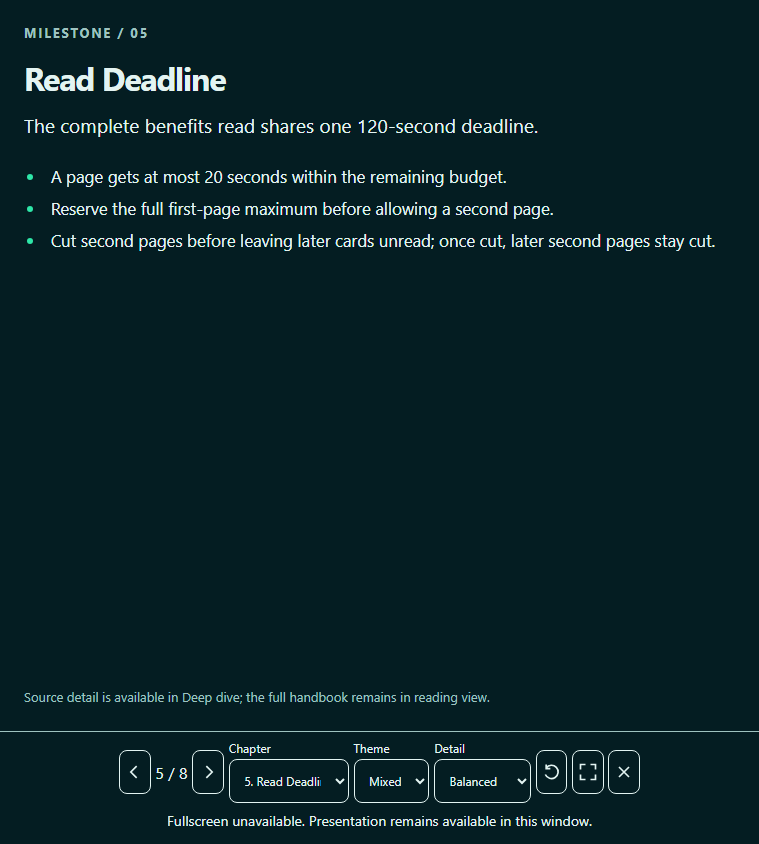 MILESTONE / 05
Read Deadline
The complete benefits read shares one 120-second deadline.
A page gets at most 20 seconds within the remaining budget.
Reserve the full first-page maximum before allowing a second page.
Cut second pages before leaving later cards unread; once cut, later second pages stay cut.
Source detail is available in Deep dive; the full handbook remains in reading view.
Chapter Theme Detail
5 / 8 5. Read Deadli Mixed Balanced
Fullscreen unavailable. Presentation remains available in this window.